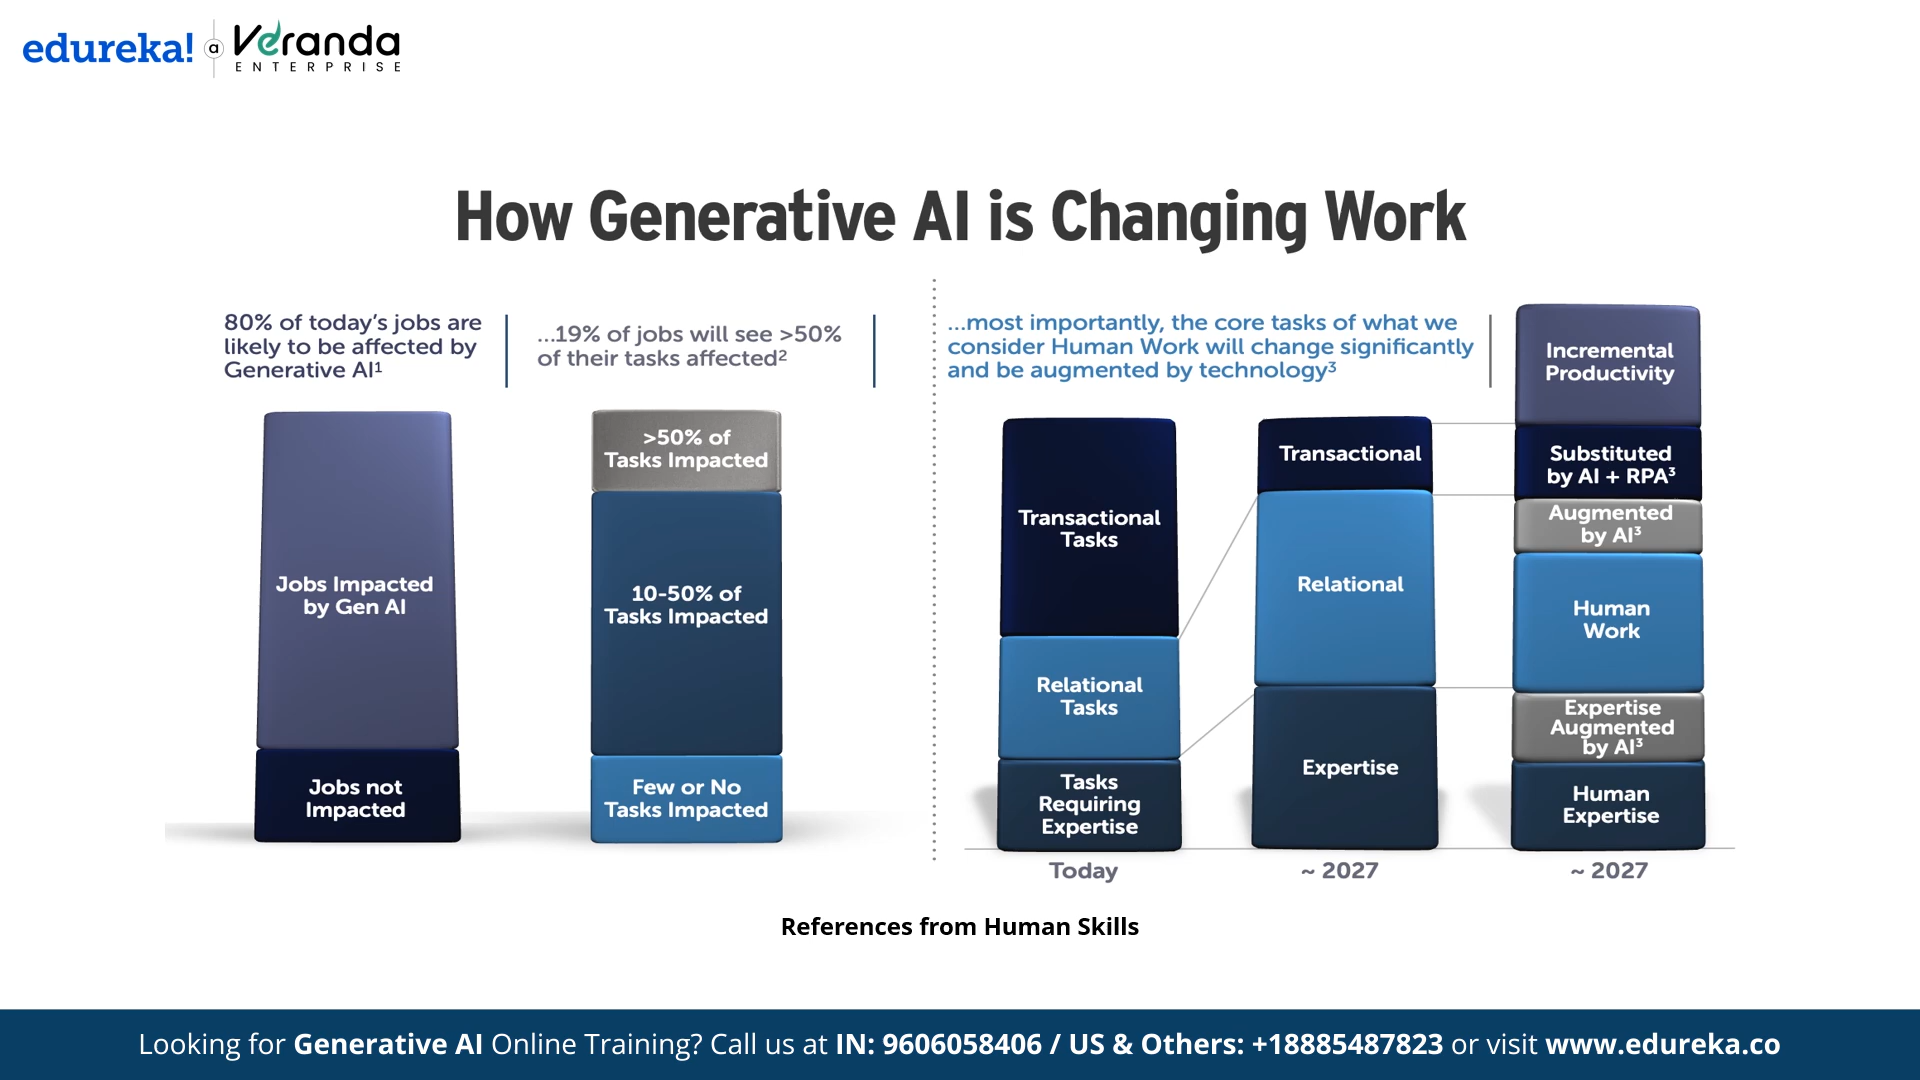 edureka!
a
Veranda
ENTERPRISE
How Generative AI is Changing Work
80% of today's jobs are
likely to be affected by
Generative AI¹
...19% of jobs will see >50%
of their tasks affected²
...most importantly, the core tasks of what we
consider Human Work will change significantly
and be augmented by technology³
Jobs Impacted
by Gen AI
Jobs not
Impacted
>50% of
Tasks Impacted
10-50% of
Tasks Impacted
Few or No
Tasks Impacted
Transactional
Tasks
Relational
Tasks
Tasks
Requiring
Expertise
Today
Transactional
Relational
Expertise
~ 2027
Incremental
Productivity
Substituted
by AI + RPA³
Augmented
by AI³
Human
Work
Expertise
Augmented
by AI³
Human
Expertise
~ 2027
References from Human Skills
Looking for Generative AI Online Training? Call us at IN: 9606058406 / US & Others: +18885487823 or visit www.edureka.co